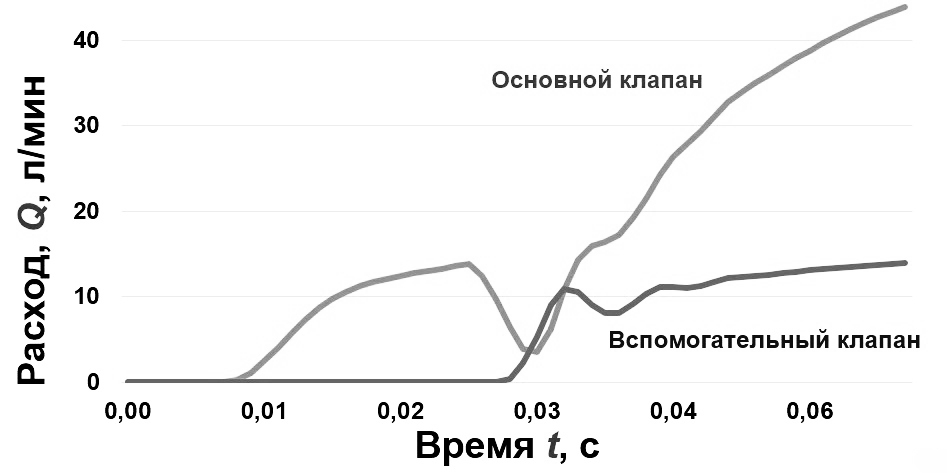 40
Основной клапан
30
20
10
Вспомогательный клапан
0
0,00 0,01 0,02 0,03 0,04 0,06
Время t, с
Расход, Q, л/мин